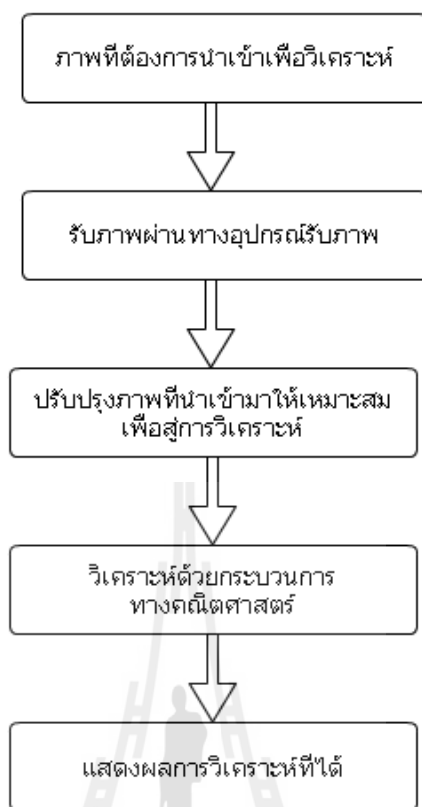 ภาพที่ต้องการนำเข้าเพื่อวิเคราะห์
รับภาพผ่านทางอุปกรณ์รับภาพ
ปรับปรุงภาพที่นำเข้ามาให้เหมาะสม
เพื่อสู่การวิเคราะห์
วิเคราะห์ด้วยกระบวนการ
ทางคณิตศาสตร์
แสดงผลการวิเคราะห์ที่ได้